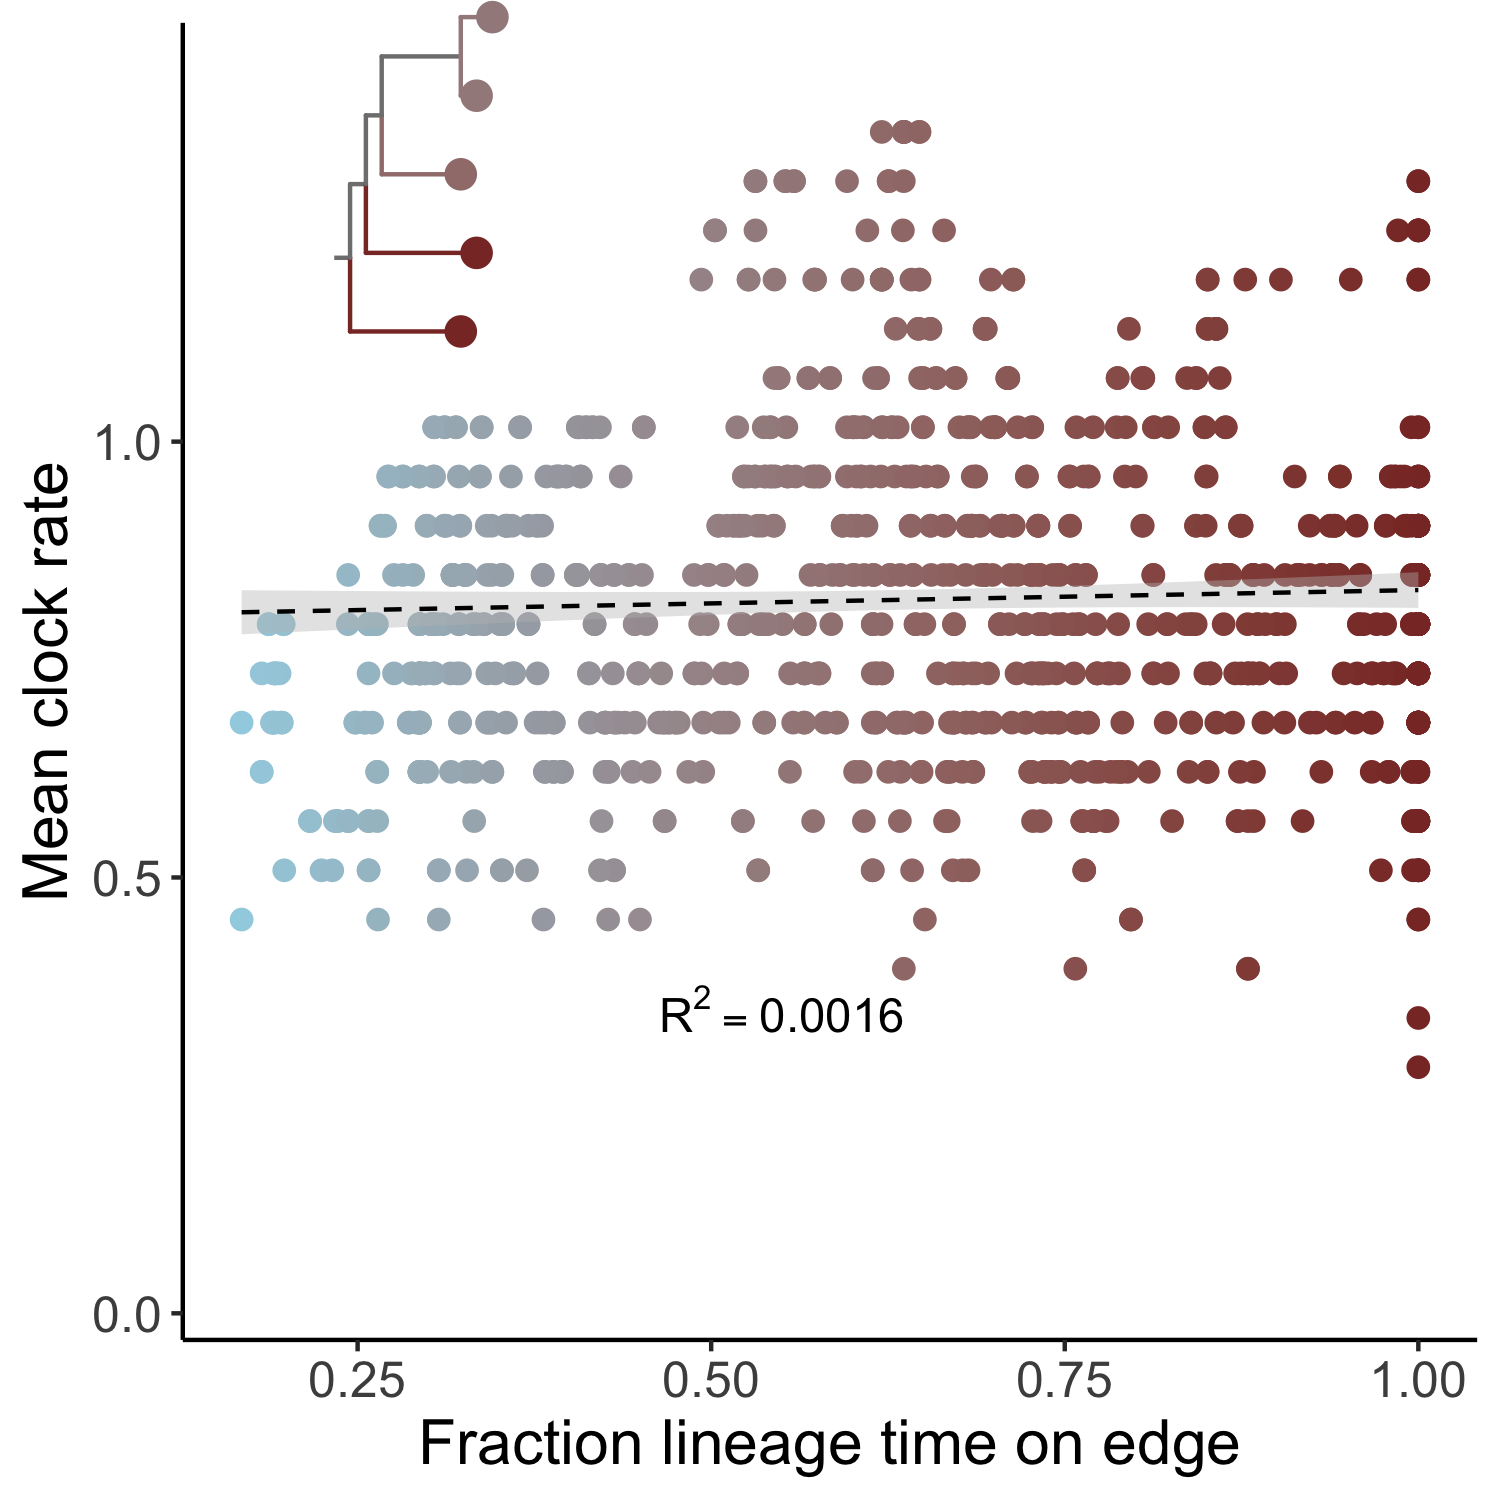 Mean clock rate
1.0
0.5
0.0
R² = 0.0016
0.25 0.50 0.75 1.00
Fraction lineage time on edge